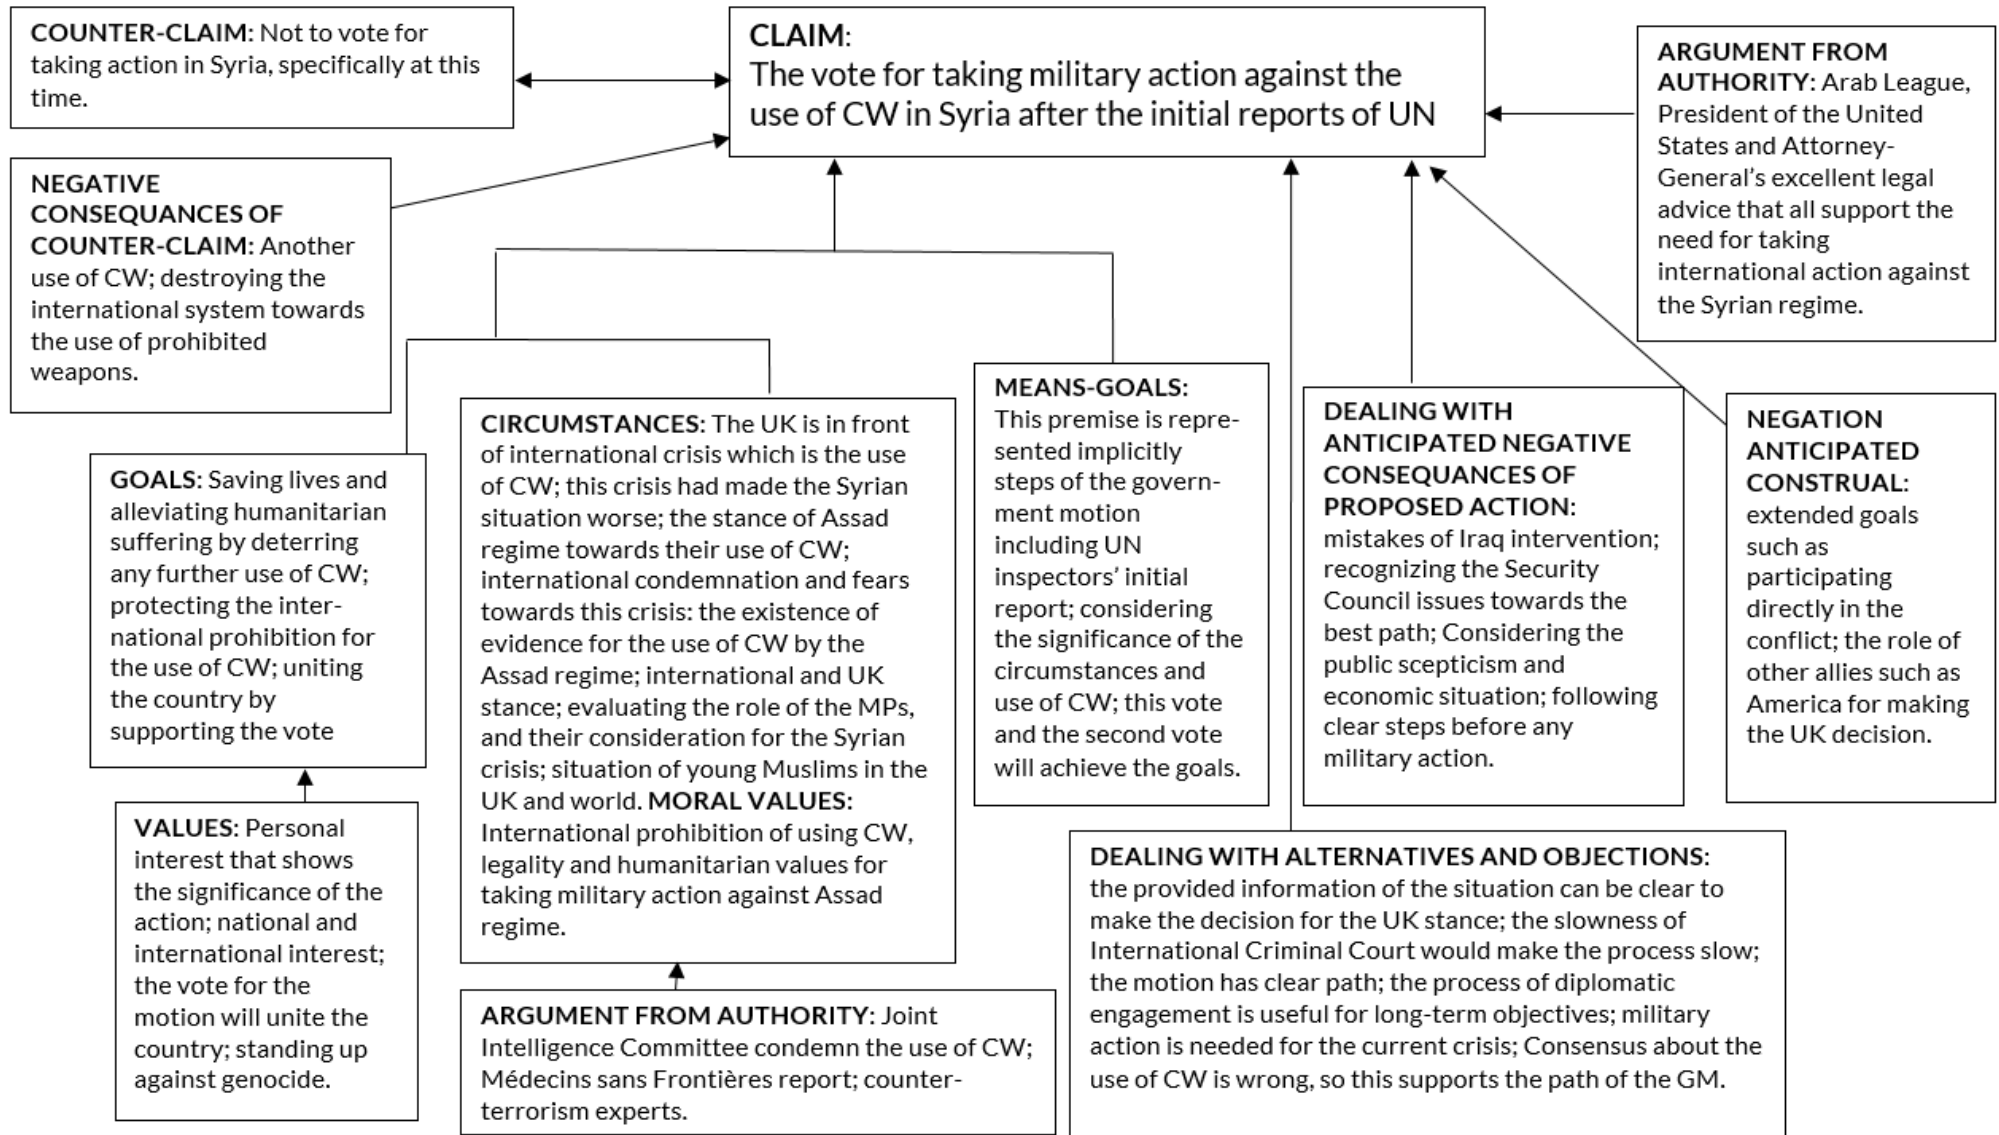 COUNTER-CLAIM: Not to vote for
taking action in Syria, specifically at this
time.
CLAIM:
The vote for taking military action against the
use of CW in Syria after the initial reports of UN
ARGUMENT FROM
AUTHORITY: Arab League,
President of the United
States and Attorney-
General’s excellent legal
advice that all support the
need for taking
international action against
the Syrian regime.
NEGATIVE
CONSEQUANCES OF
COUNTER-CLAIM: Another
use of CW; destroying the
international system towards
the use of prohibited
weapons.
GOALS: Saving lives and
alleviating humanitarian
suffering by deterring
any further use of CW;
protecting the inter-
national prohibition for
the use of CW; uniting
the country by
supporting the vote
CIRCUMSTANCES: The UK is in front
of international crisis which is the use
of CW; this crisis had made the Syrian
situation worse; the stance of Assad
regime towards their use of CW;
international condemnation and fears
towards this crisis: the existence of
evidence for the use of CW by the
Assad regime; international and UK
stance; evaluating the role of the MPs,
and their consideration for the Syrian
crisis; situation of young Muslims in the
UK and world. MORAL VALUES:
International prohibition of using CW,
legality and humanitarian values for
taking military action against Assad
regime.
MEANS-GOALS:
This premise is repre-
sented implicitly
steps of the govern-
ment motion
including UN
inspectors’ initial
report; considering
the significance of the
circumstances and
use of CW; this vote
and the second vote
will achieve the goals.
DEALING WITH
ANTICIPATED NEGATIVE
CONSEQUANCES OF
PROPOSED ACTION:
mistakes of Iraq intervention;
recognizing the Security
Council issues towards the
best path; Considering the
public scepticism and
economic situation; following
clear steps before any
military action.
NEGATION
ANTICIPATED
CONSTRUAL:
extended goals
such as
participating
directly in the
conflict; the role of
other allies such as
America for making
the UK decision.
VALUES: Personal
interest that shows
the significance of the
action; national and
international interest;
the vote for the
motion will unite the
country; standing up
against genocide.
ARGUMENT FROM AUTHORITY: Joint
Intelligence Committee condemn the use of CW;
Médecins sans Frontières report; counter-
terrorism experts.
DEALING WITH ALTERNATIVES AND OBJECTIONS:
the provided information of the situation can be clear to
make the decision for the UK stance; the slowness of
International Criminal Court would make the process slow;
the motion has clear path; the process of diplomatic
engagement is useful for long-term objectives; military
action is needed for the current crisis; Consensus about the
use of CW is wrong, so this supports the path of the GM.